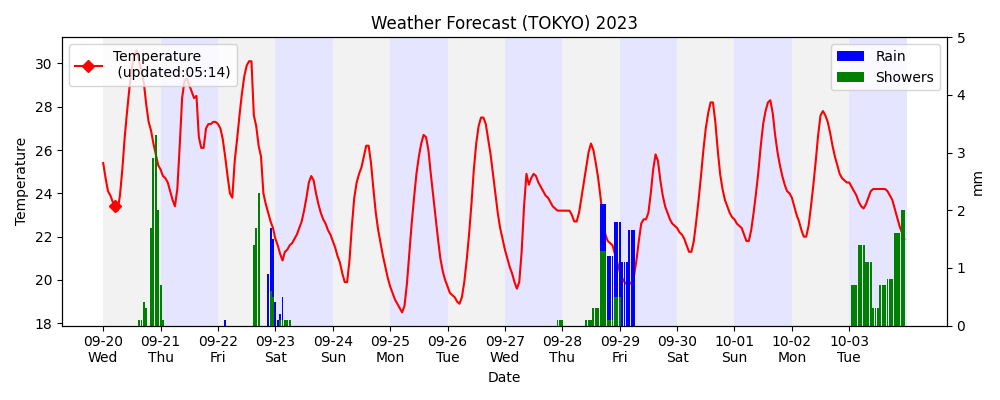 Weather Forecast (TOKYO) 2023
Temperature
(updated:05:14)
Rain
Showers
Temperature
30
28
26
24
22
20
18
5
4
3
2
1
0
mm
09-20 09-21 09-22 09-23 09-24 09-25 09-26 09-27 09-28 09-29 09-30 10-01 10-02 10-03
Wed Thu Fri Sat Sun Mon Tue Wed Thu Fri Sat Sun Mon Tue
Date